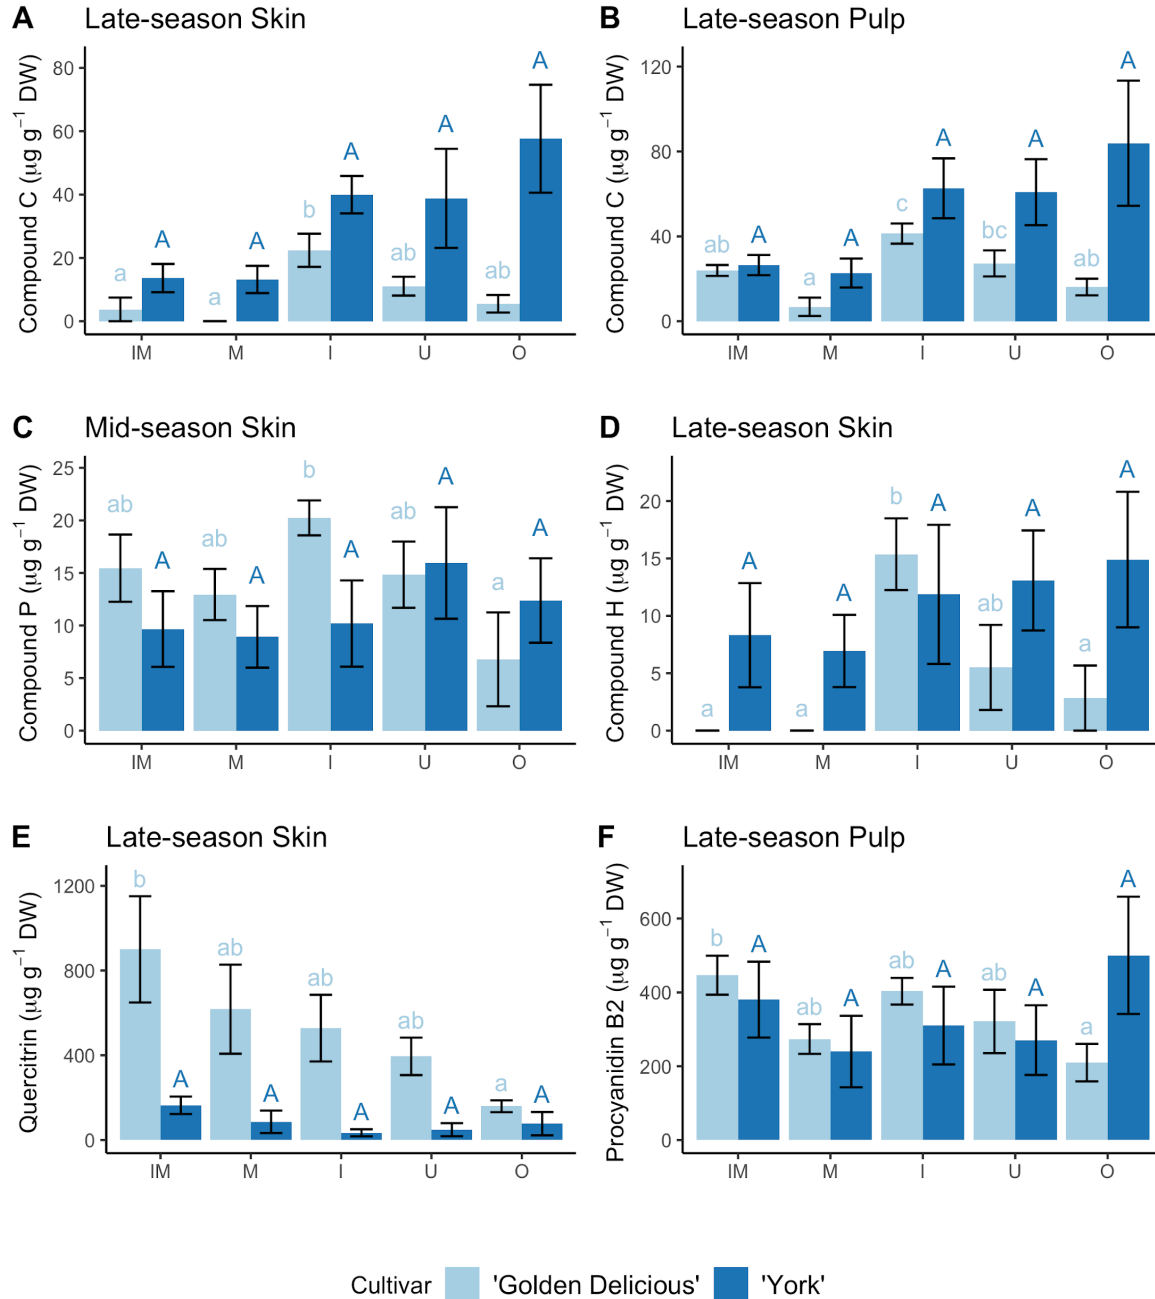 A Late-season Skin
Compound C (μg g⁻¹ DW)
80
60
40
20
0
a A a A b A ab A ab A
IM M I U O
B Late-season Pulp
Compound C (μg g⁻¹ DW)
120
80
40
0
ab A a A c A bc A ab A
IM M I U O
C Mid-season Skin
Compound P (μg g⁻¹ DW)
25
20
15
10
5
0
ab A ab A b A ab A a A
IM M I U O
D Late-season Skin
Compound H (μg g⁻¹ DW)
20
15
10
5
0
a A a A b A ab A a A
IM M I U O
E Late-season Skin
Quercitrin (μg g⁻¹ DW)
1200
800
400
0
b A ab A ab A ab A a A
IM M I U O
F Late-season Pulp
Procyanidin B2 (μg g⁻¹ DW)
600
400
200
0
b A ab A ab A ab A a A
IM M I U O
Cultivar 'Golden Delicious' 'York'